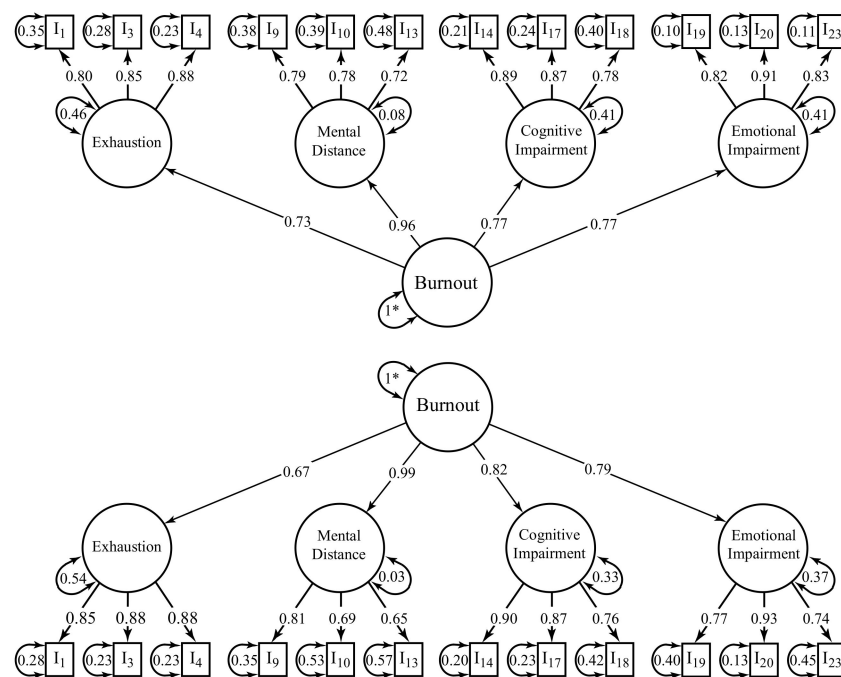 0.35 I1 0.28 I3 0.23 I4 0.38 I9 0.39 I10 0.48 I13 0.21 I14 0.24 I17 0.40 I18 0.10 I19 0.13 I20 0.11 I23
0.80 0.85 0.88 0.79 0.78 0.72 0.89 0.87 0.78 0.82 0.91 0.83
0.46 0.08 0.41 0.41
Exhaustion
Mental
Distance
Cognitive
Impairment
Emotional
Impairment
0.73 0.96 0.77 0.77
Burnout
1*
1*
Burnout
0.67 0.99 0.82 0.79
Exhaustion
Mental
Distance
Cognitive
Impairment
Emotional
Impairment
0.54 0.03 0.33 0.37
0.85 0.88 0.88 0.81 0.69 0.65 0.90 0.87 0.76 0.77 0.93 0.74
0.28 I1 0.23 I3 0.23 I4 0.35 I9 0.53 I10 0.57 I13 0.20 I14 0.23 I17 0.42 I18 0.40 I19 0.13 I20 0.45 I23